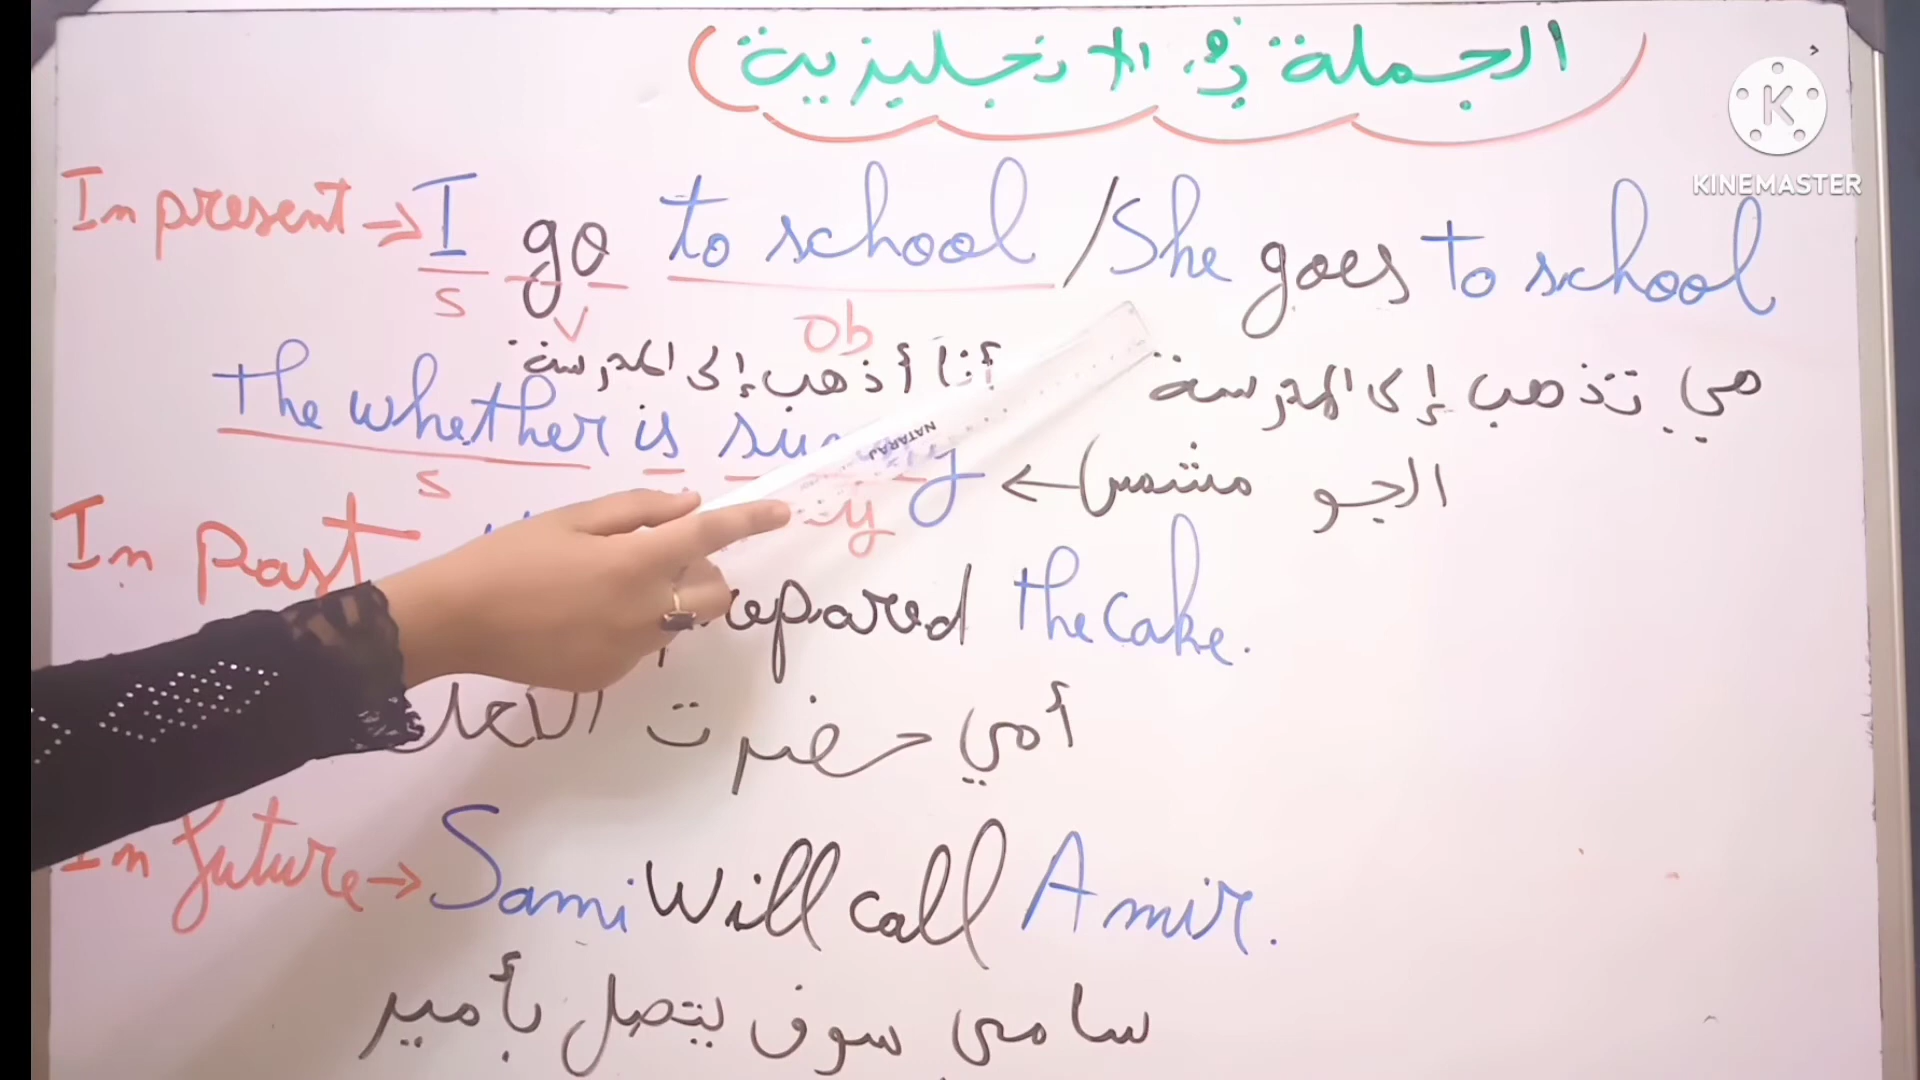 الجملة في الانجليزية
KINEMASTER
In present → I go to school / She goes to school
S V Ob
أنا أذهب إلى المدرسة هي تذهب إلى المدرسة
the whether is sunny ← الجو مشمس
S
NATARAJ
In Past prepared the cake.
أمي حضرت
In future → Sami will call Amir.
سامي سوف يتصل بأمير